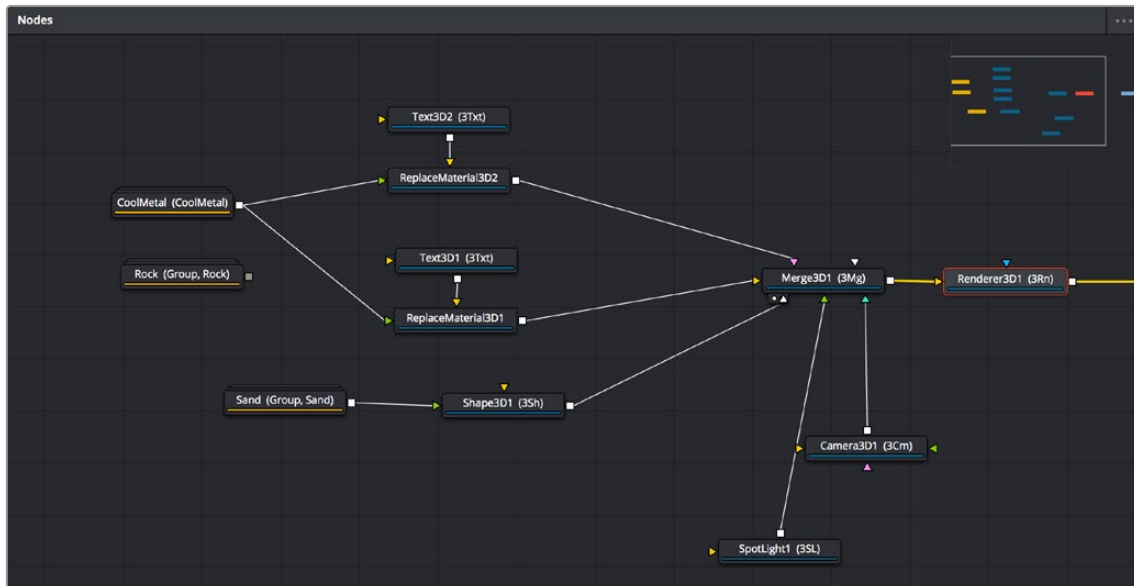 Nodes
Text3D2 (3Txt)
ReplaceMaterial3D2
CoolMetal (CoolMetal)
Text3D1 (3Txt)
Rock (Group, Rock)
Merge3D1 (3Mg)
Renderer3D1 (3Rn)
ReplaceMaterial3D1
Sand (Group, Sand)
Shape3D1 (3Sh)
Camera3D1 (3Cm)
SpotLight1 (3SL)